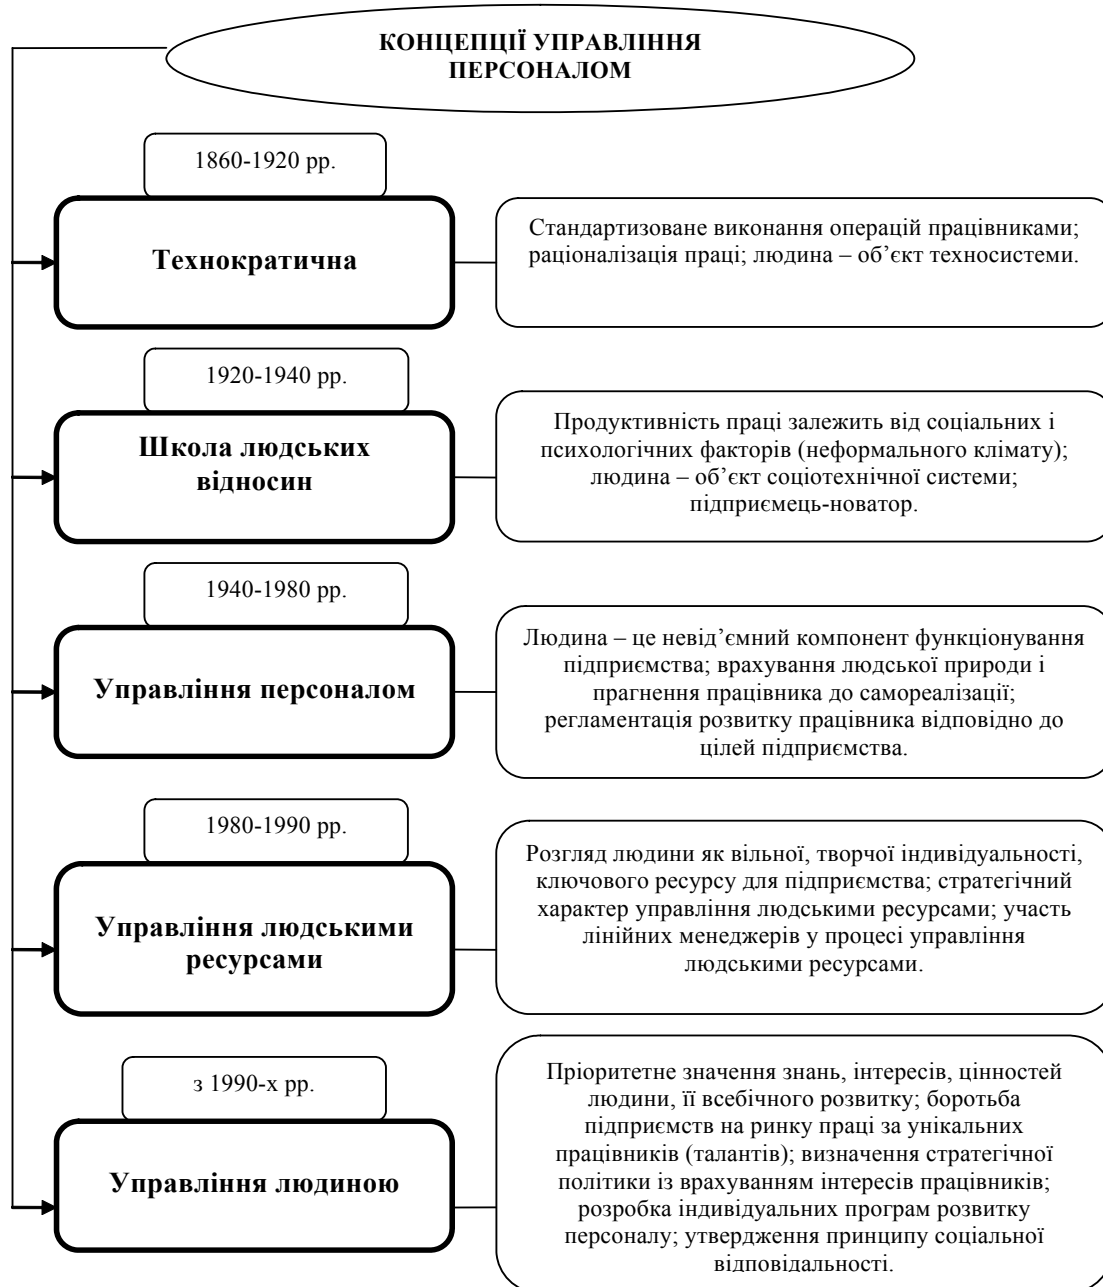 КОНЦЕПЦІЇ УПРАВЛІННЯ
ПЕРСОНАЛОМ
1860-1920 рр.
Технократична
Стандартизоване виконання операцій працівниками;
раціоналізація праці; людина – об’єкт техносистеми.
1920-1940 рр.
Школа людських
відносин
Продуктивність праці залежить від соціальних і
психологічних факторів (неформального клімату);
людина – об’єкт соціотехнічної системи;
підприємець-новатор.
1940-1980 рр.
Управління персоналом
Людина – це невід’ємний компонент функціонування
підприємства; врахування людської природи і
прагнення працівника до самореалізації;
регламентація розвитку працівника відповідно до
цілей підприємства.
1980-1990 рр.
Управління людськими
ресурсами
Розгляд людини як вільної, творчої індивідуальності,
ключового ресурсу для підприємства; стратегічний
характер управління людськими ресурсами; участь
лінійних менеджерів у процесі управління
людськими ресурсами.
з 1990-х рр.
Управління людиною
Пріоритетне значення знань, інтересів, цінностей
людини, її всебічного розвитку; боротьба
підприємств на ринку праці за унікальних
працівників (талантів); визначення стратегічної
політики із врахуванням інтересів працівників;
розробка індивідуальних програм розвитку
персоналу; утвердження принципу соціальної
відповідальності.